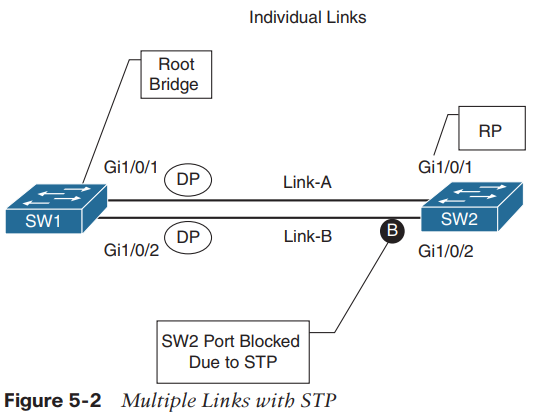 Individual Links
Root
Bridge
RP
Gi1/0/1
DP
Link-A
Gi1/0/1
SW1
SW2
Gi1/0/2
DP
Link-B
B
Gi1/0/2
SW2 Port Blocked
Due to STP
Figure 5-2 Multiple Links with STP